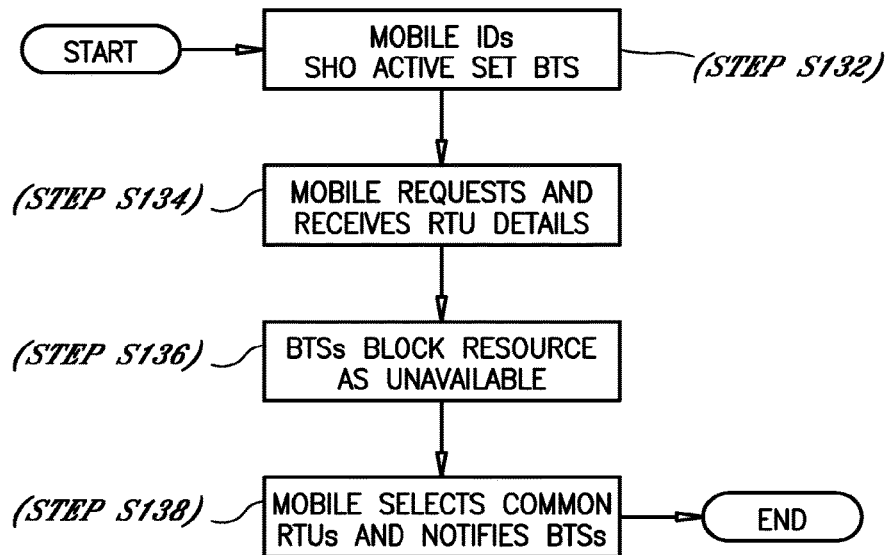 START
MOBILE IDs
SHO ACTIVE SET BTS
(STEP S132)
(STEP S134)
MOBILE REQUESTS AND
RECEIVES RTU DETAILS
(STEP S136)
BTSs BLOCK RESOURCE
AS UNAVAILABLE
(STEP S138)
MOBILE SELECTS COMMON
RTUs AND NOTIFIES BTSs
END